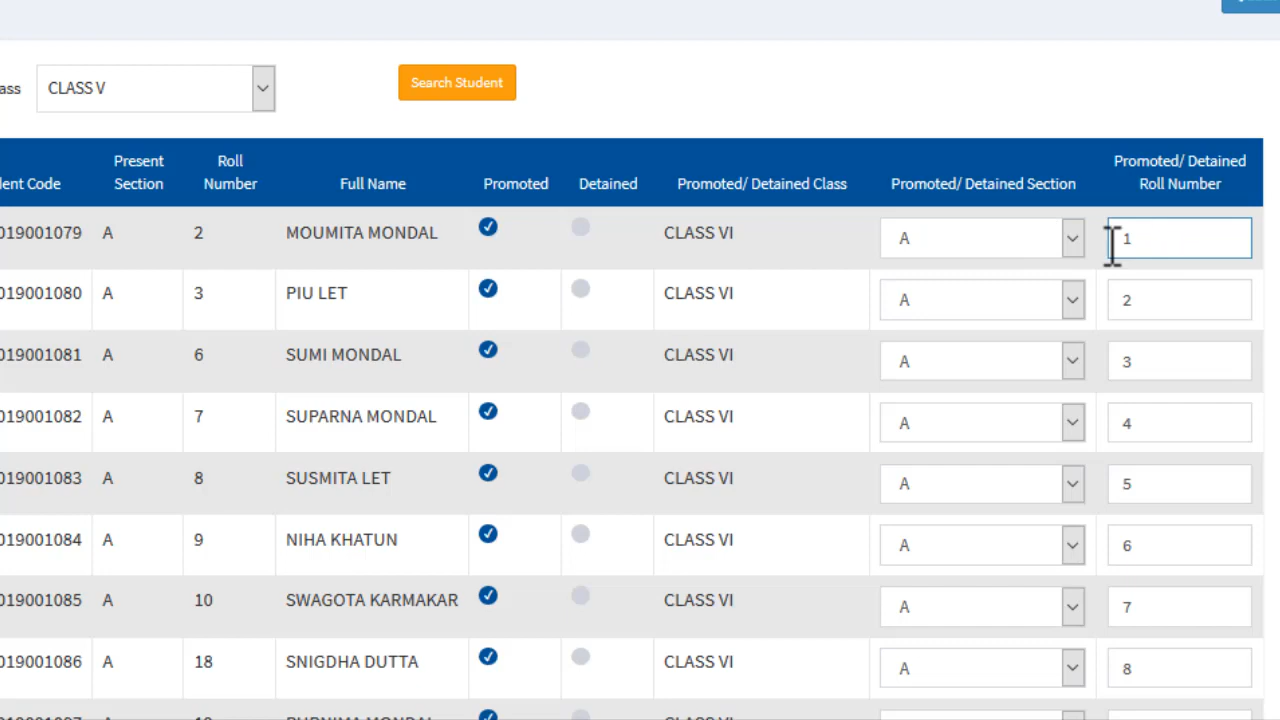 ass CLASS V Search Student
ent Code Present Section Roll Number Full Name Promoted Detained Promoted/ Detained Class Promoted/ Detained Section Promoted/ Detained Roll Number
019001079 A 2 MOUMITA MONDAL CLASS VI A 1
019001080 A 3 PIU LET CLASS VI A 2
019001081 A 6 SUMI MONDAL CLASS VI A 3
019001082 A 7 SUPARNA MONDAL CLASS VI A 4
019001083 A 8 SUSMITA LET CLASS VI A 5
019001084 A 9 NIHA KHATUN CLASS VI A 6
019001085 A 10 SWAGOTA KARMAKAR CLASS VI A 7
019001086 A 18 SNIGDHA DUTTA CLASS VI A 8